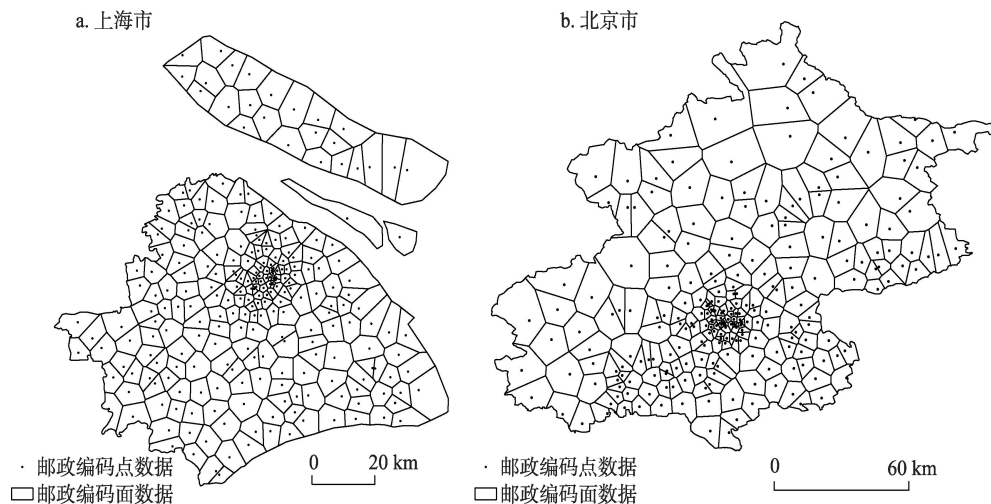 a. 上海市
b. 北京市
· 邮政编码点数据
邮政编码面数据
0 20 km
· 邮政编码点数据
邮政编码面数据
0 60 km